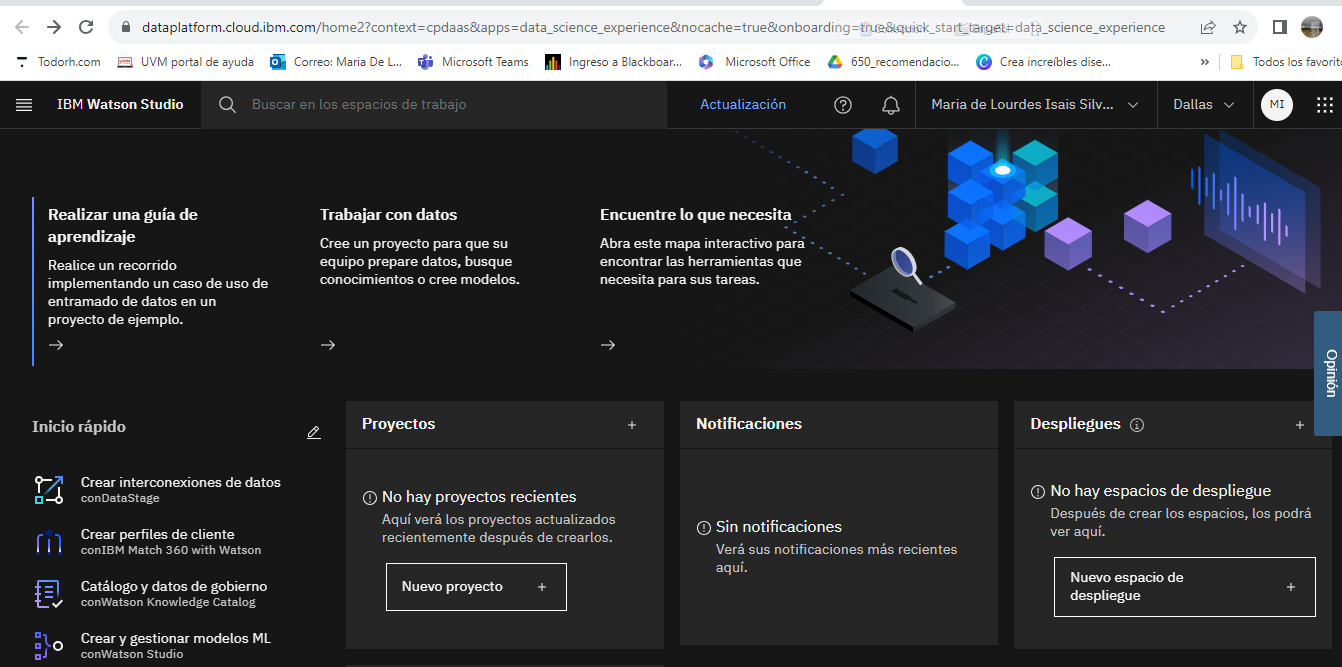 dataplatform.cloud.ibm.com/home2?context=cpdaas&apps=data_science_experience&nocache=true&onboarding=true&quick_start_target=data_science_experience
Todorh.com
UVM portal de ayuda
Correo: Maria De L...
Microsoft Teams
Ingreso a Blackboar...
Microsoft Office
650_recomendacio...
Crea increíbles dise...
»
Todos los favorito
IBM Watson Studio
Buscar en los espacios de trabajo
Actualización
Maria de Lourdes Isais Silv...
Dallas
MI
Realizar una guía de
aprendizaje
Realice un recorrido
implementando un caso de uso de
entramado de datos en un
proyecto de ejemplo.
Trabajar con datos
Cree un proyecto para que su
equipo prepare datos, busque
conocimientos o cree modelos.
Encuentre lo que necesita
Abra este mapa interactivo para
encontrar las herramientas que
necesita para sus tareas.
Opinión
Inicio rápido
Crear interconexiones de datos
conDataStage
Crear perfiles de cliente
conIBM Match 360 with Watson
Catálogo y datos de gobierno
conWatson Knowledge Catalog
Crear y gestionar modelos ML
conWatson Studio
Proyectos +
No hay proyectos recientes
Aquí verá los proyectos actualizados
recientemente después de crearlos.
Nuevo proyecto +
Notificaciones
Sin notificaciones
Verá sus notificaciones más recientes
aquí.
Despliegues +
No hay espacios de despliegue
Después de crear los espacios, los podrá
ver aquí.
Nuevo espacio de
despliegue +